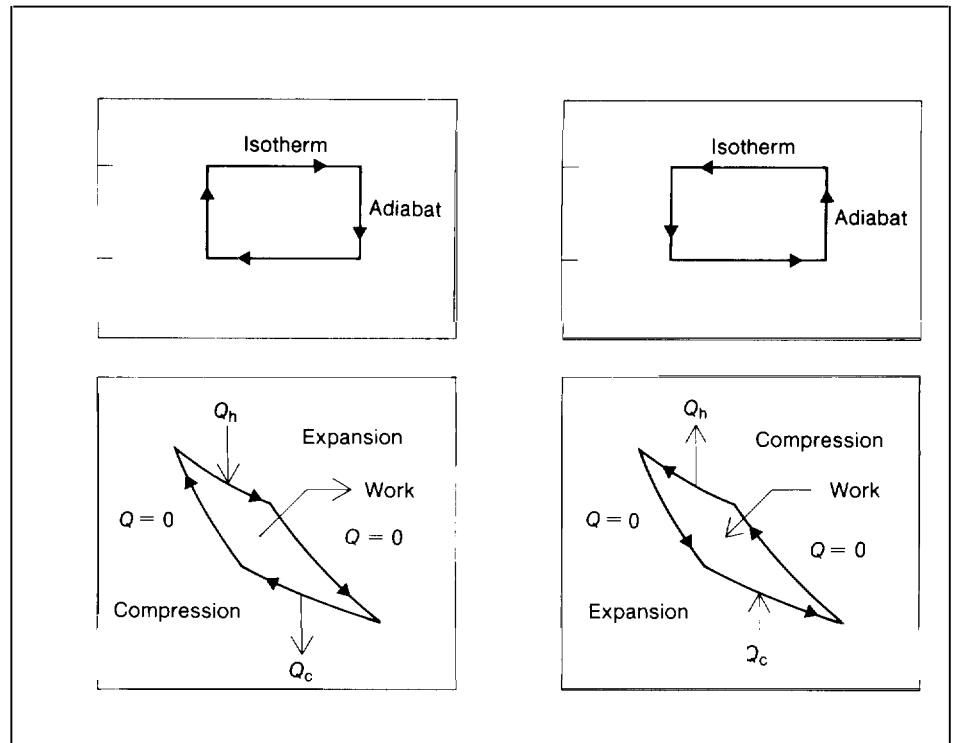 Isotherm
Adiabat
Isotherm
Adiabat
Qh
Expansion
Work
Q = 0
Q = 0
Compression
Qc
Qh
Compression
Work
Q = 0
Q = 0
Expansion